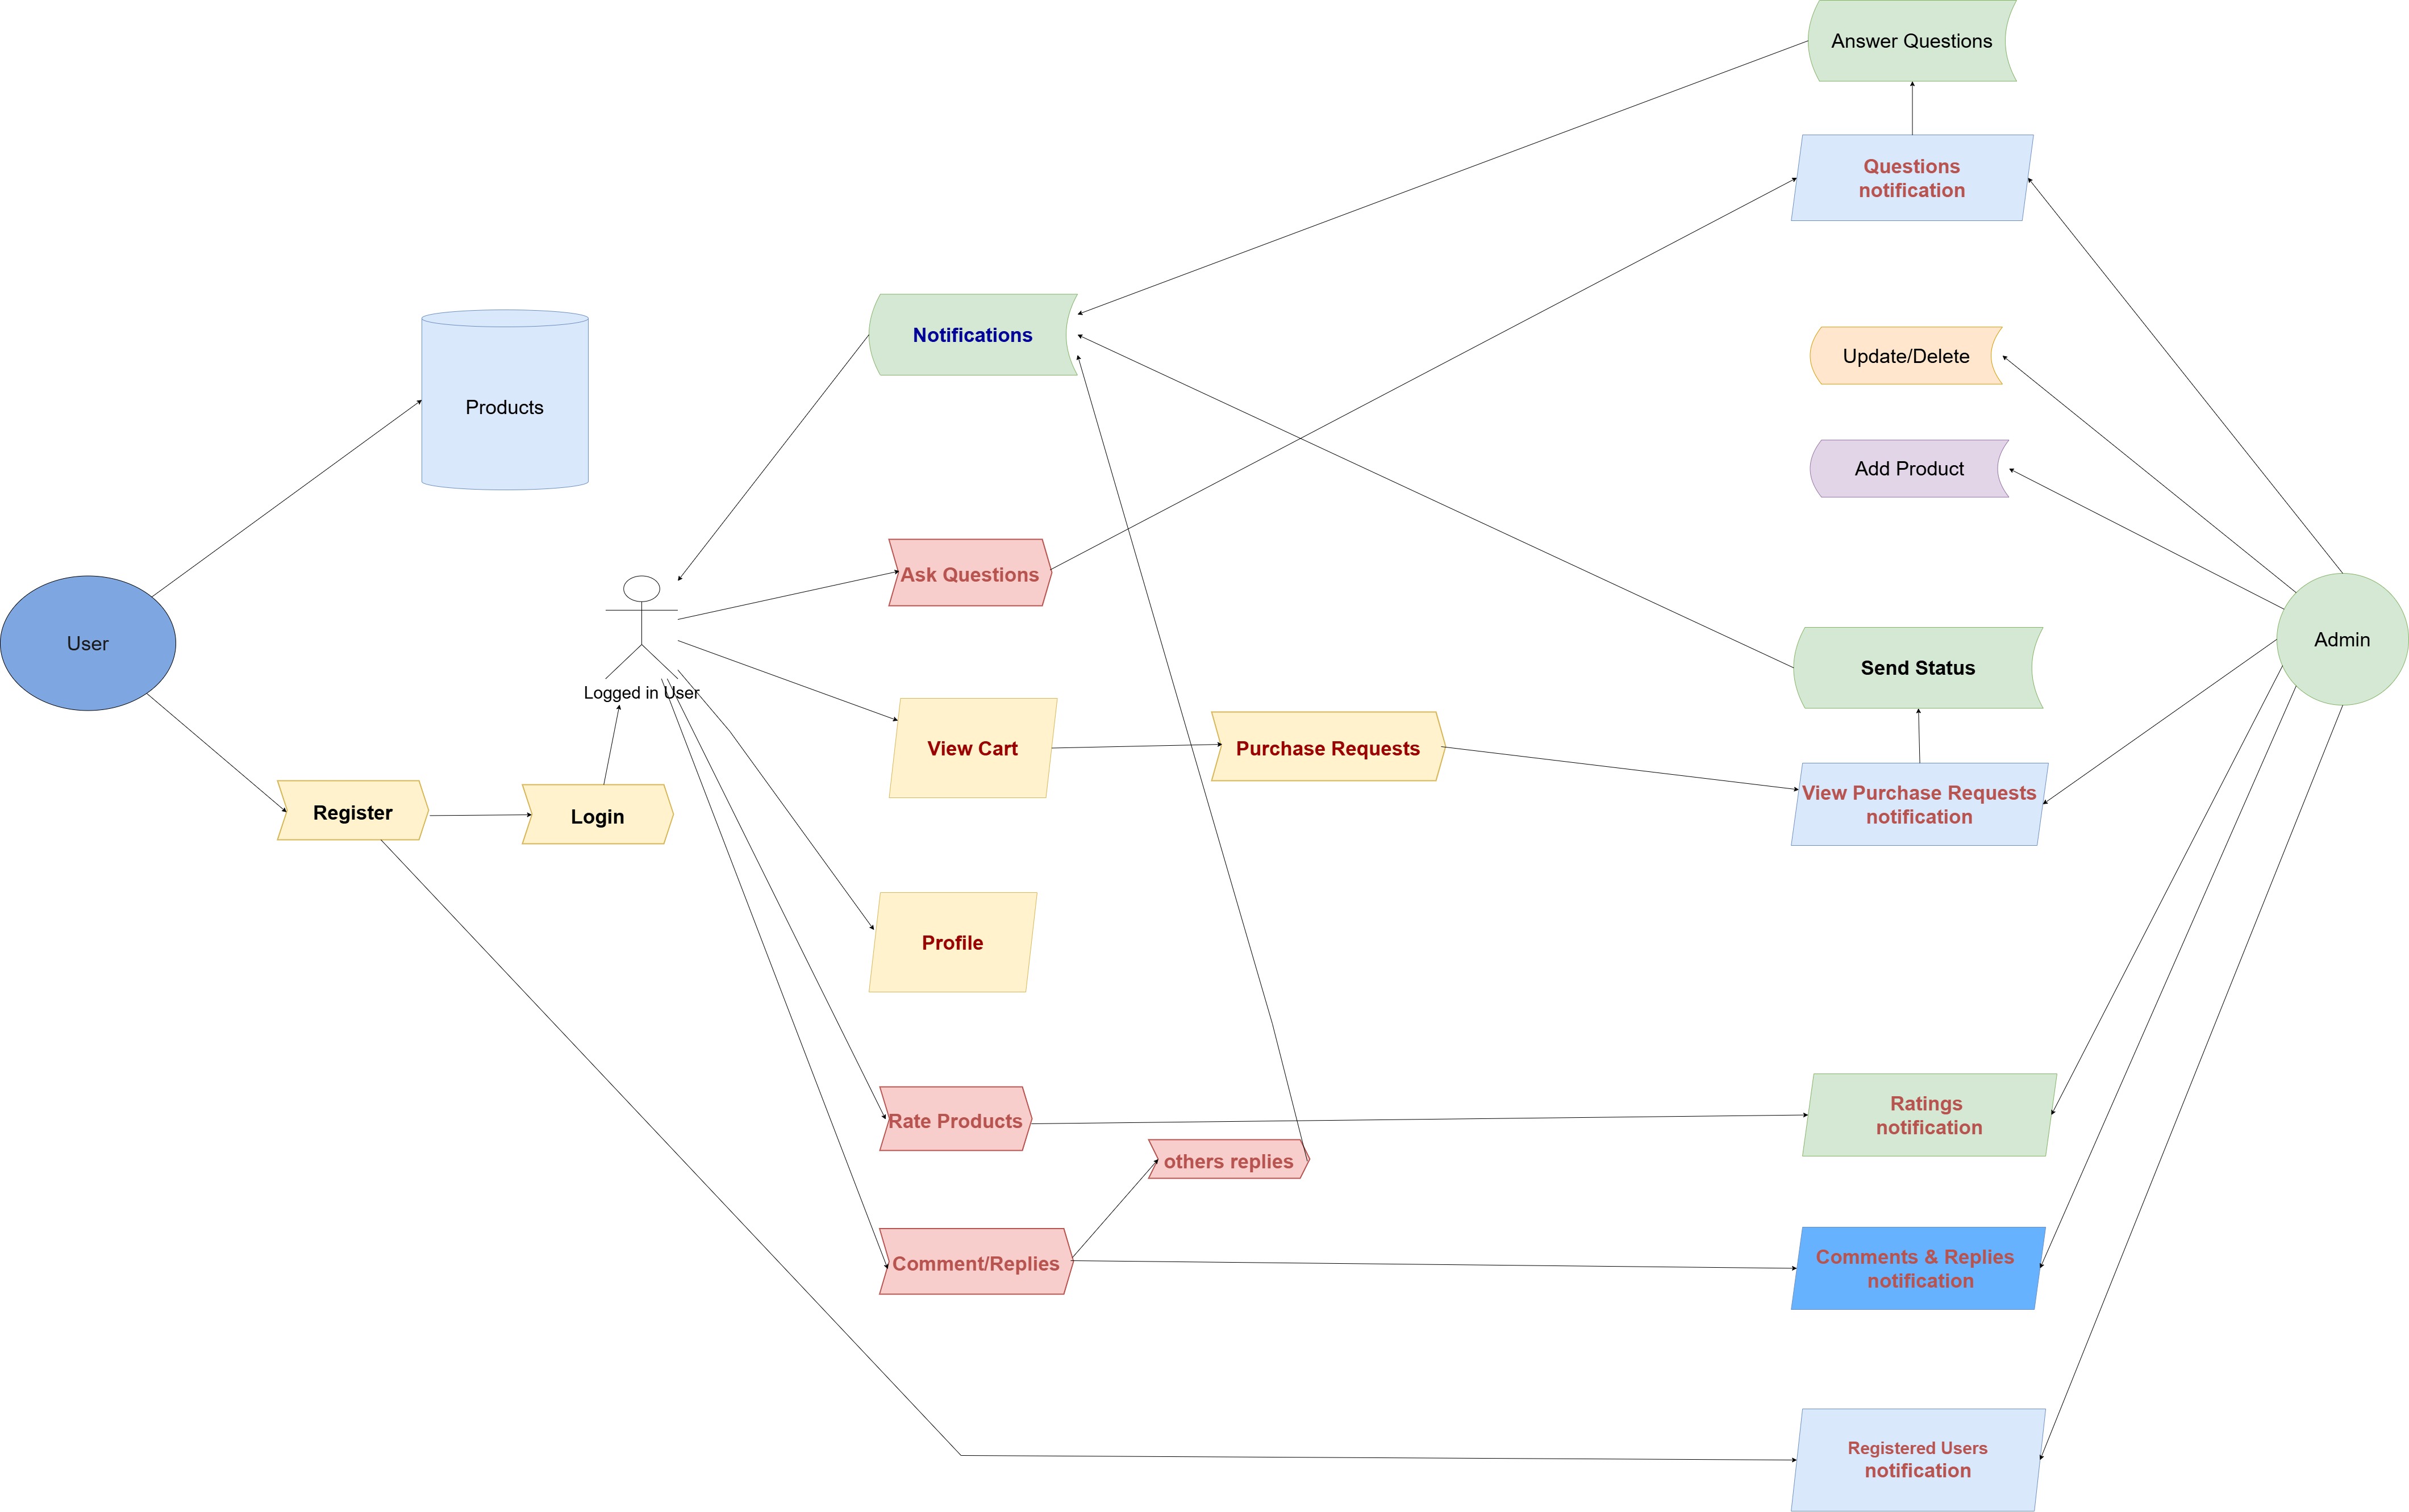 Answer Questions
Questions
notification
Notifications
Update/Delete
Products
Add Product
Ask Questions
User
Admin
Send Status
Logged in User
View Cart
Purchase Requests
View Purchase Requests
notification
Register
Login
Profile
Ratings
notification
Rate Products
others replies
Comment/Replies
Comments & Replies
notification
Registered Users
notification